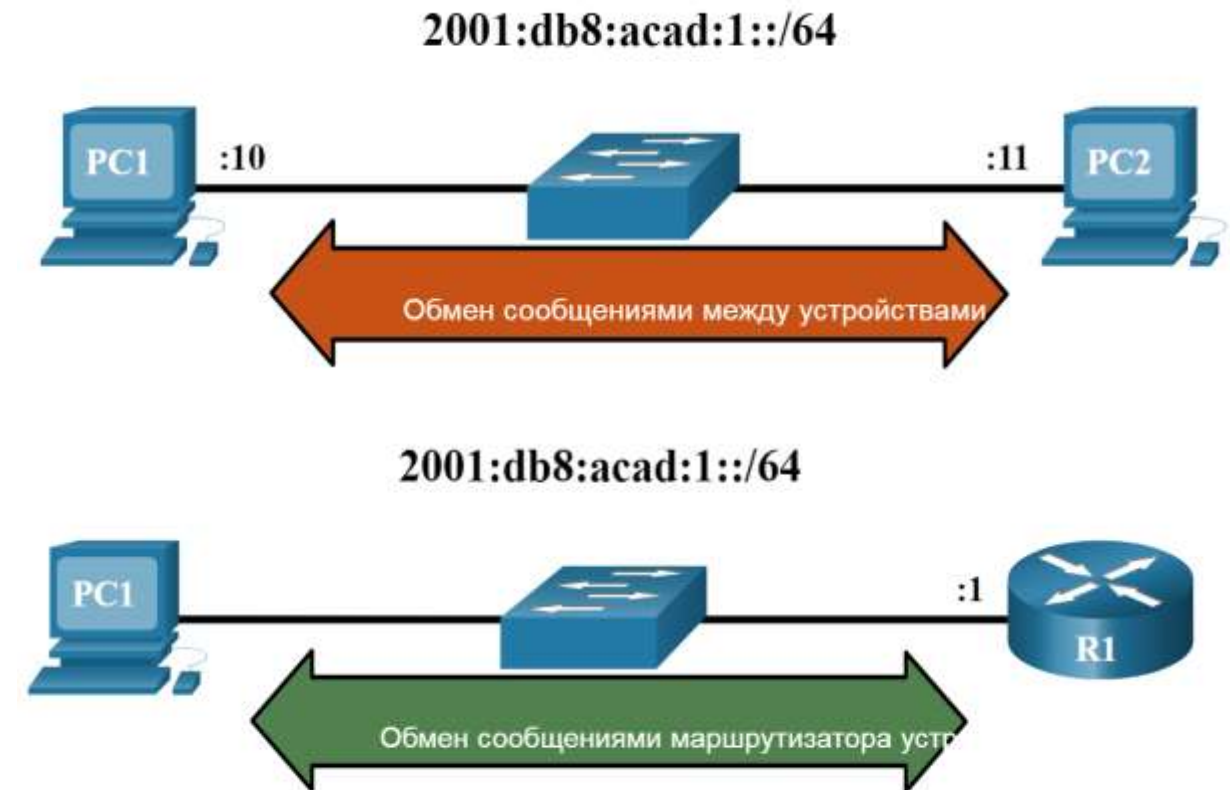 2001:db8:acad:1::/64
PC1 :10 :11 PC2
Обмен сообщениями между устройствами
2001:db8:acad:1::/64
PC1 :1 R1
Обмен сообщениями маршрутизатора